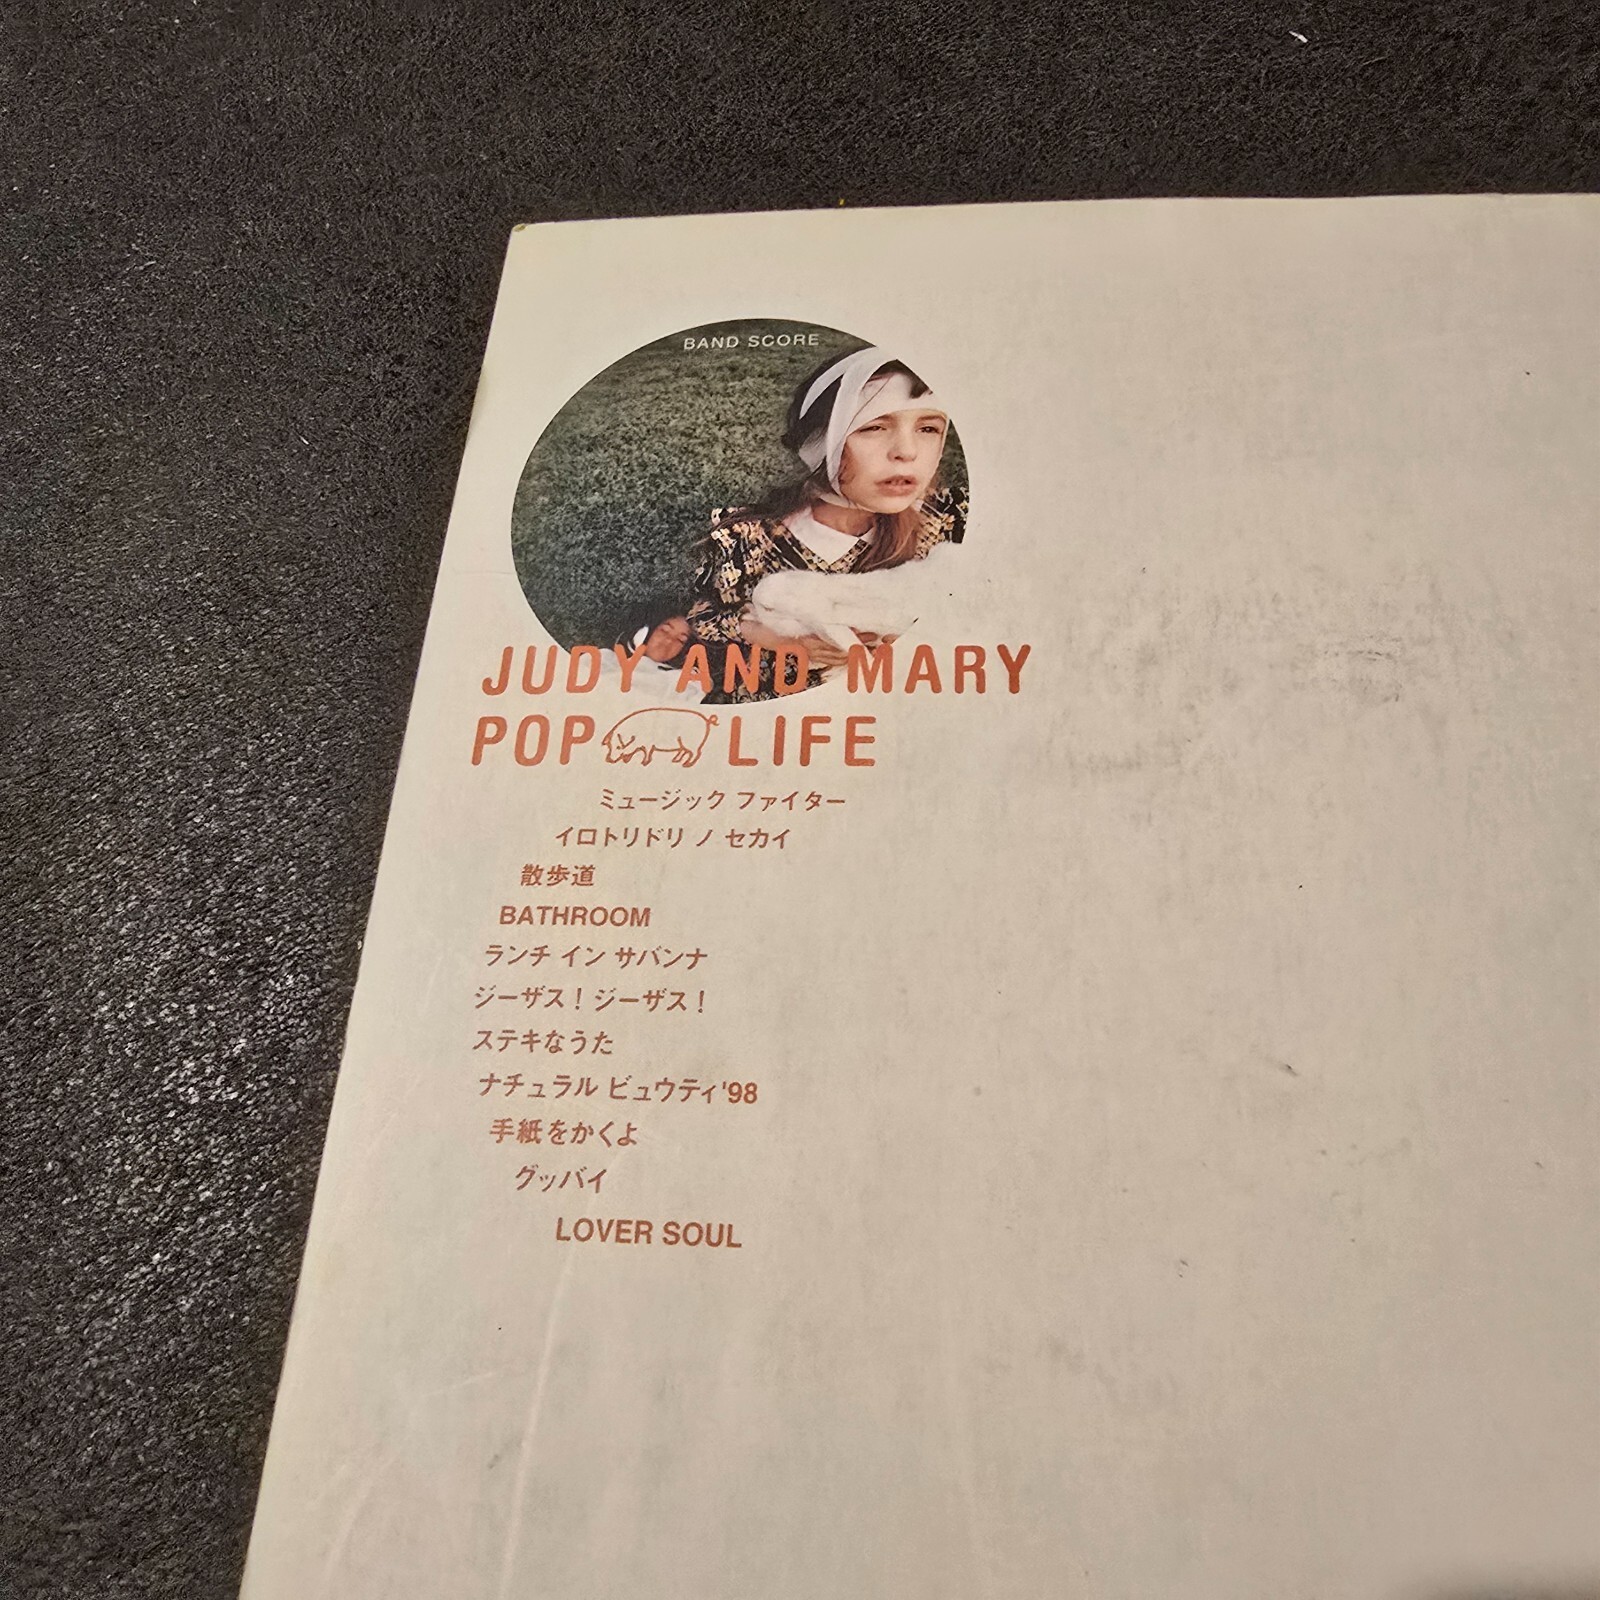 BAND SCORE
JUDY AND MARY
POP LIFE
ミュージック ファイター
イロトリドリ ノ セカイ
散歩道
BATHROOM
ランチ イン サバンナ
ジーザス！ジーザス！
ステキなうた
ナチュラル ビュウティ'98
手紙をかくよ
グッバイ
LOVER SOUL